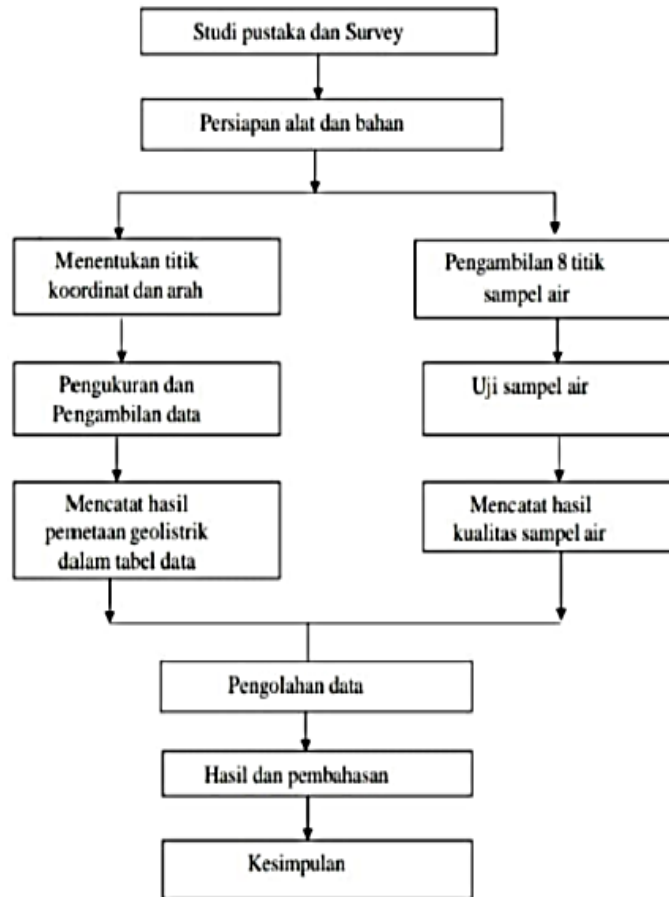 Studi pustaka dan Survey
Persiapan alat dan bahan
Menentukan titik
koordinat dan arah
Pengukuran dan
Pengambilan data
Mencatat hasil
pemetaan geolistrik
dalam tabel data
Pengambilan 8 titik
sampel air
Uji sampel air
Mencatat hasil
kualitas sampel air
Pengolahan data
Hasil dan pembahasan
Kesimpulan